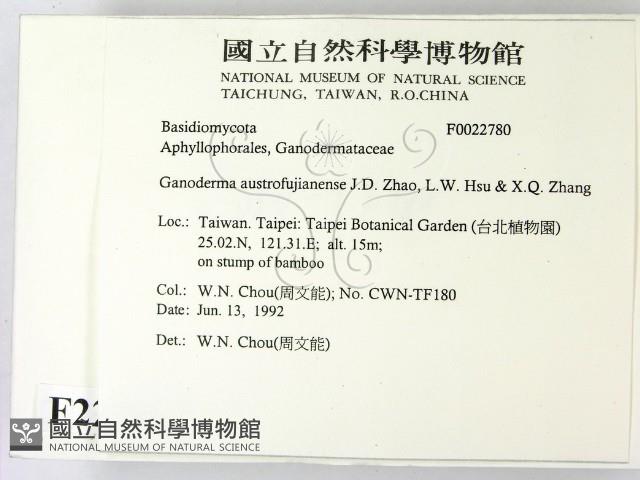 國立自然科學博物館
NATIONAL MUSEUM OF NATURAL SCIENCE
TAICHUNG, TAIWAN, R.O.CHINA
Basidiomycota F0022780
Aphyllophorales, Ganodermataceae
Ganoderma austrofujianense J.D. Zhao, L.W. Hsu & X.Q. Zhang
Loc.: Taiwan. Taipei: Taipei Botanical Garden (台北植物園)
25.02.N, 121.31.E; alt. 15m;
on stump of bamboo
Col.: W.N. Chou(周文能); No. CWN-TF180
Date: Jun. 13, 1992
Det.: W.N. Chou(周文能)
F22
國立自然科學博物館
NATIONAL MUSEUM OF NATURAL SCIENCE